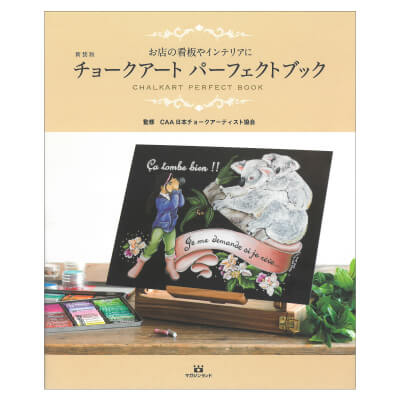 お店の看板やインテリアに
新装版
チョークアート パーフェクトブック
CHALKART PERFECT BOOK
監修 CAA 日本チョークアーティスト協会
Ça tombe bien !!
Je me demande si je rêve...
マガジンランド